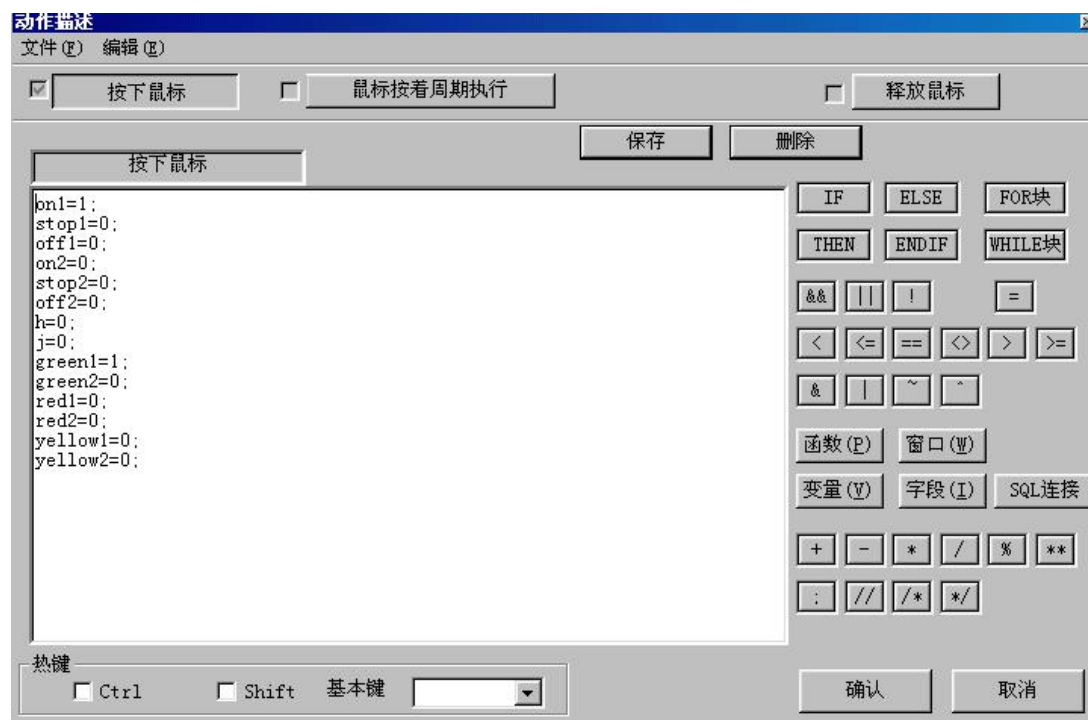 动作描述
文件(F) 编辑(E)
按下鼠标 鼠标按着周期执行 释放鼠标
保存 删除
按下鼠标
on1=1;
stop1=0;
off1=0;
on2=0;
stop2=0;
off2=0;
h=0;
j=0;
green1=1;
green2=0;
red1=0;
red2=0;
yellow1=0;
yellow2=0;
IF ELSE FOR块
THEN ENDIF WHILE块
&& || ! =
< <= == <> > >=
& | ~ ^
函数(P) 窗口(W)
变量(V) 字段(I) SQL连接
+ - * / % **
; // /* */
热键
Ctrl Shift 基本键
确认 取消